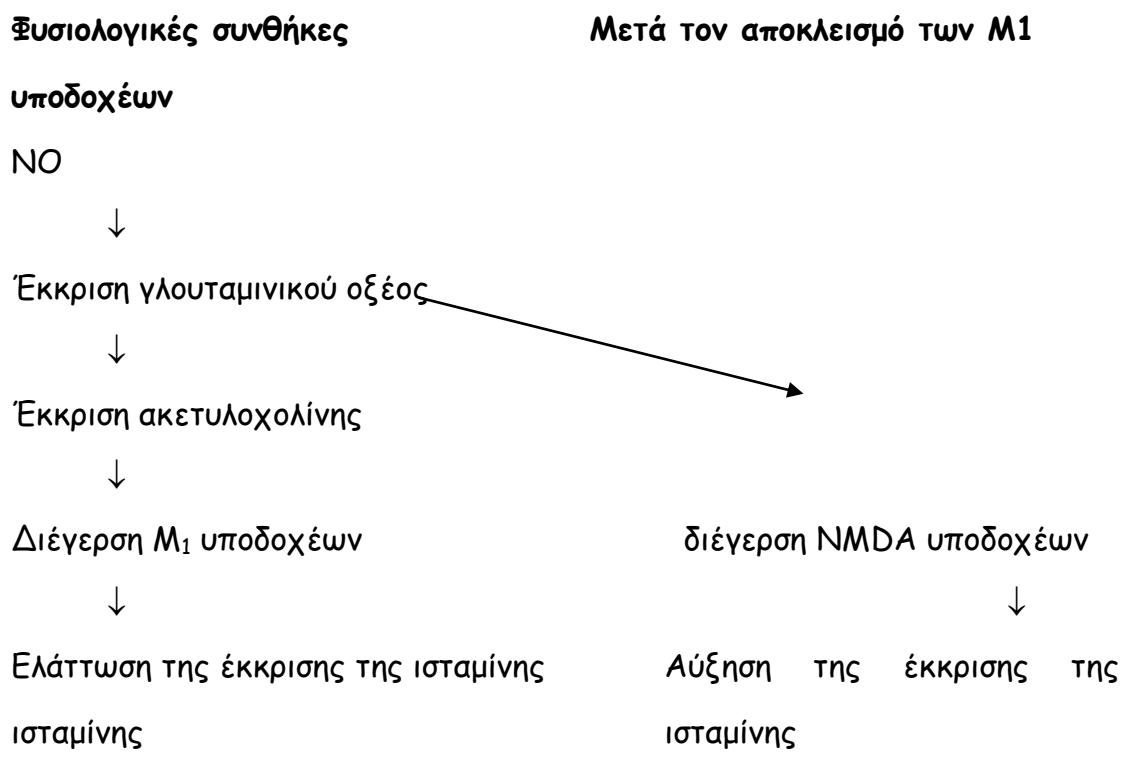 Φυσιολογικές συνθήκες Μετά τον αποκλεισμό των Μ1
υποδοχέων
NO
↓
Έκκριση γλουταμινικού οξέος
↓
Έκκριση ακετυλοχολίνης
↓
Διέγερση Μ₁ υποδοχέων διέγερση NMDA υποδοχέων
↓ ↓
Ελάττωση της έκκρισης της ισταμίνης Αύξηση της έκκρισης της
ισταμίνης ισταμίνης